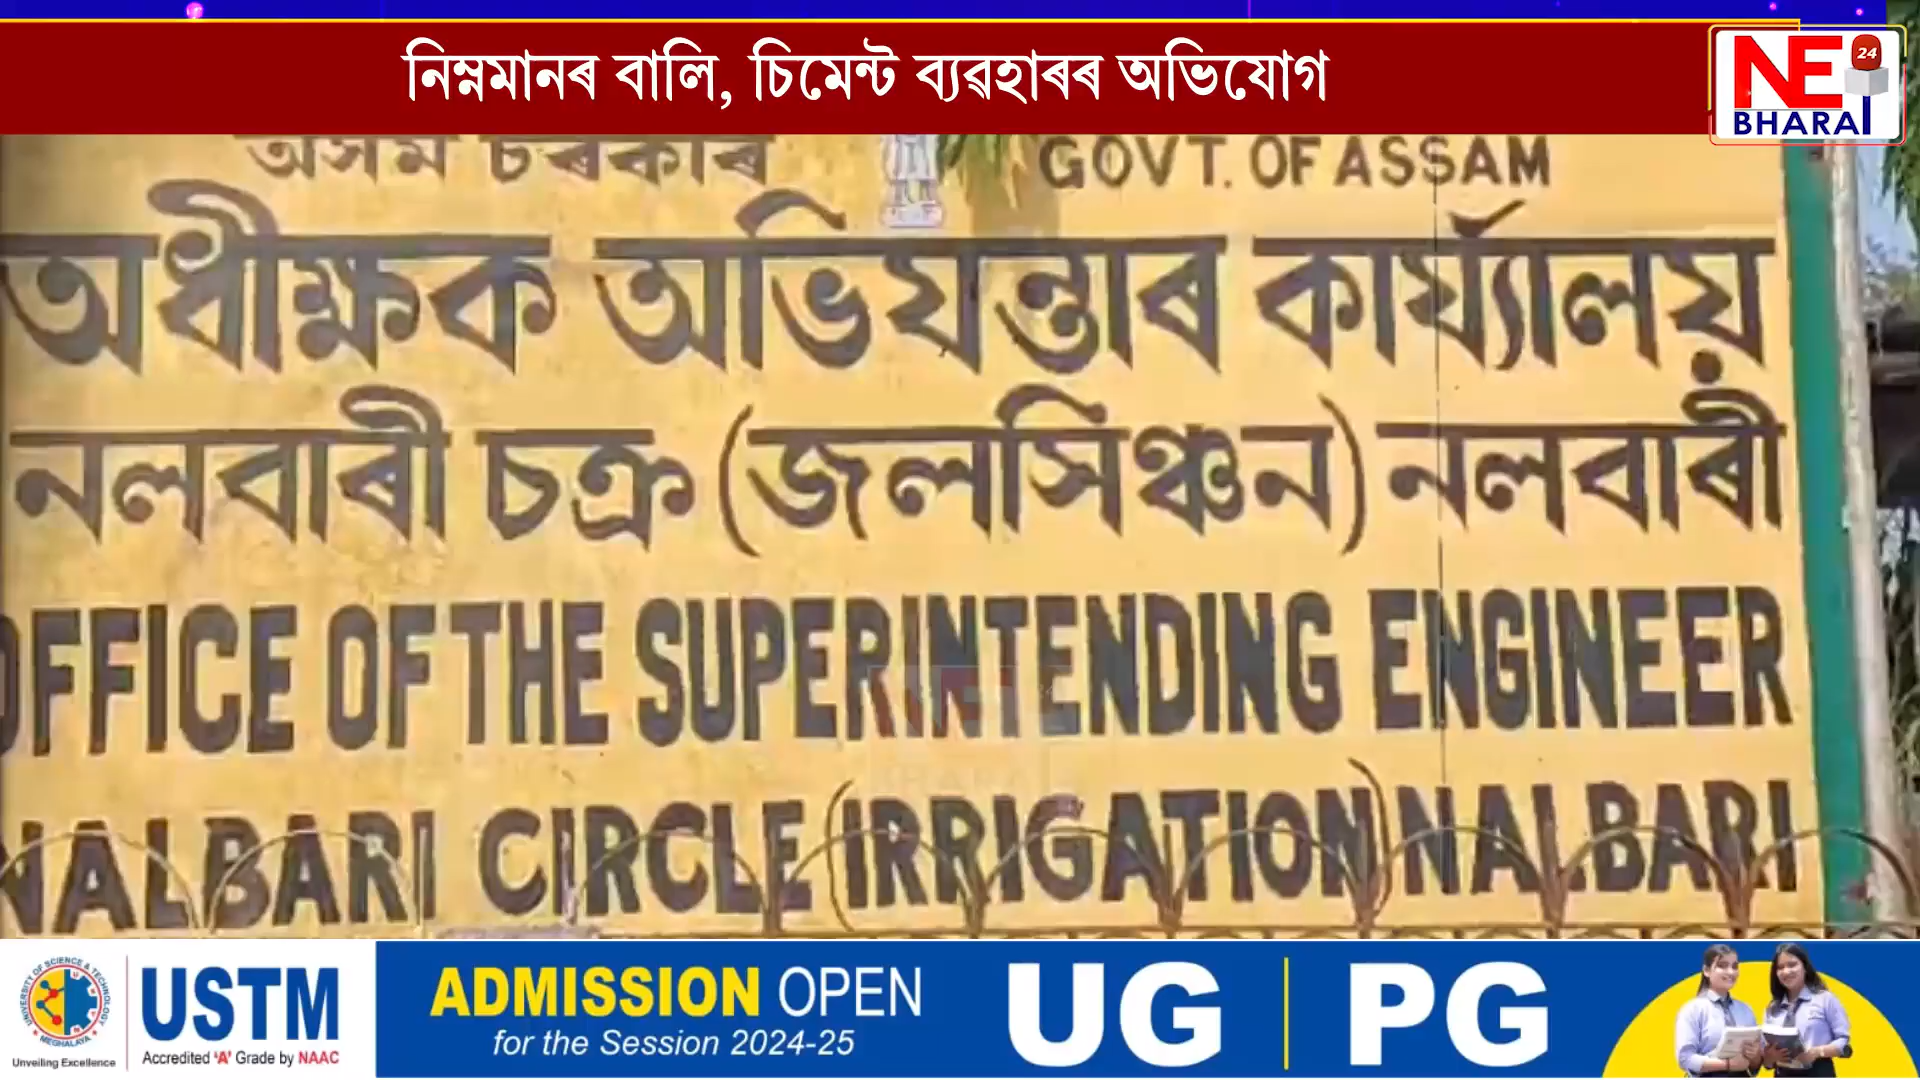 নিম্নমানৰ বালি, চিমেন্ট ব্যৱহাৰৰ অভিযোগ
NE 24
BHARAT
অসম চৰকাৰ GOVT. OF ASSAM
অধীক্ষক অভিযন্তাৰ কাৰ্য্যালয়
নলবাৰী চক্ৰ (জলসিঞ্চন) নলবাৰী
OFFICE OF THE SUPERINTENDING ENGINEER
NALBARI CIRCLE (IRRIGATION) NALBARI
UNIVERSITY OF SCIENCE & TECHNOLOGY MEGHALAYA
Unveiling Excellence
USTM
Accredited 'A' Grade by NAAC
ADMISSION OPEN
for the Session 2024-25
UG PG